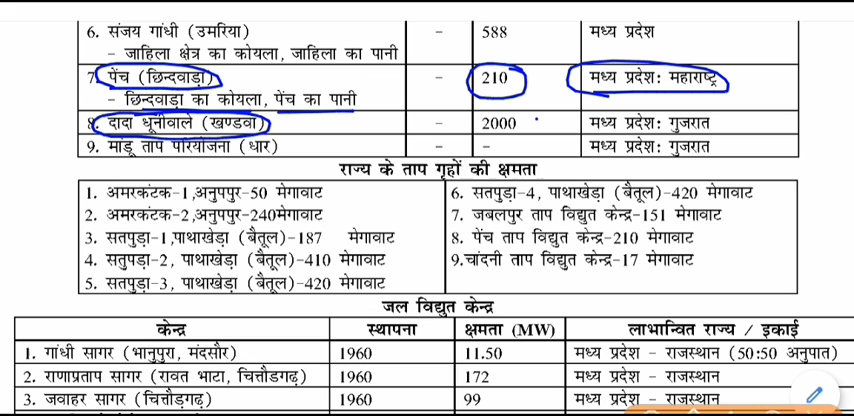 6. संजय गांधी (उमरिया) - 588 मध्य प्रदेश
- जाहिला क्षेत्र का कोयला, जाहिला का पानी
7. पेंच (छिन्दवाड़ा) - 210 मध्य प्रदेश: महाराष्ट्र
- छिन्दवाड़ा का कोयला, पेंच का पानी
8. दादा धूनीवाले (खण्डवा) - 2000 मध्य प्रदेश: गुजरात
9. मांडू ताप परियोजना (धार) - - मध्य प्रदेश: गुजरात
राज्य के ताप गृहों की क्षमता
1. अमरकंटक-1,अनुपपुर-50 मेगावाट
2. अमरकंटक-2,अनुपपुर-240मेगावाट
3. सतपुड़ा-1,पाथाखेड़ा (बैतूल)-187 मेगावाट
4. सतुपड़ा-2, पाथाखेड़ा (बैतूल)-410 मेगावाट
5. सतपुड़ा-3, पाथाखेड़ा (बैतूल)-420 मेगावाट
6. सतपुड़ा-4, पाथाखेड़ा (बैतूल)-420 मेगावाट
7. जबलपुर ताप विद्युत केन्द्र-151 मेगावाट
8. पेंच ताप विद्युत केन्द्र-210 मेगावाट
9.चांदनी ताप विद्युत केन्द्र-17 मेगावाट
जल विद्युत केन्द्र
केन्द्र स्थापना क्षमता (MW) लाभान्वित राज्य / इकाई
1. गांधी सागर (भानुपुरा, मंदसौर) 1960 11.50 मध्य प्रदेश - राजस्थान (50:50 अनुपात)
2. राणाप्रताप सागर (रावत भाटा, चित्तौडगढ़) 1960 172 मध्य प्रदेश - राजस्थान
3. जवाहर सागर (चित्तौड़गढ़) 1960 99 मध्य प्रदेश - राजस्थान